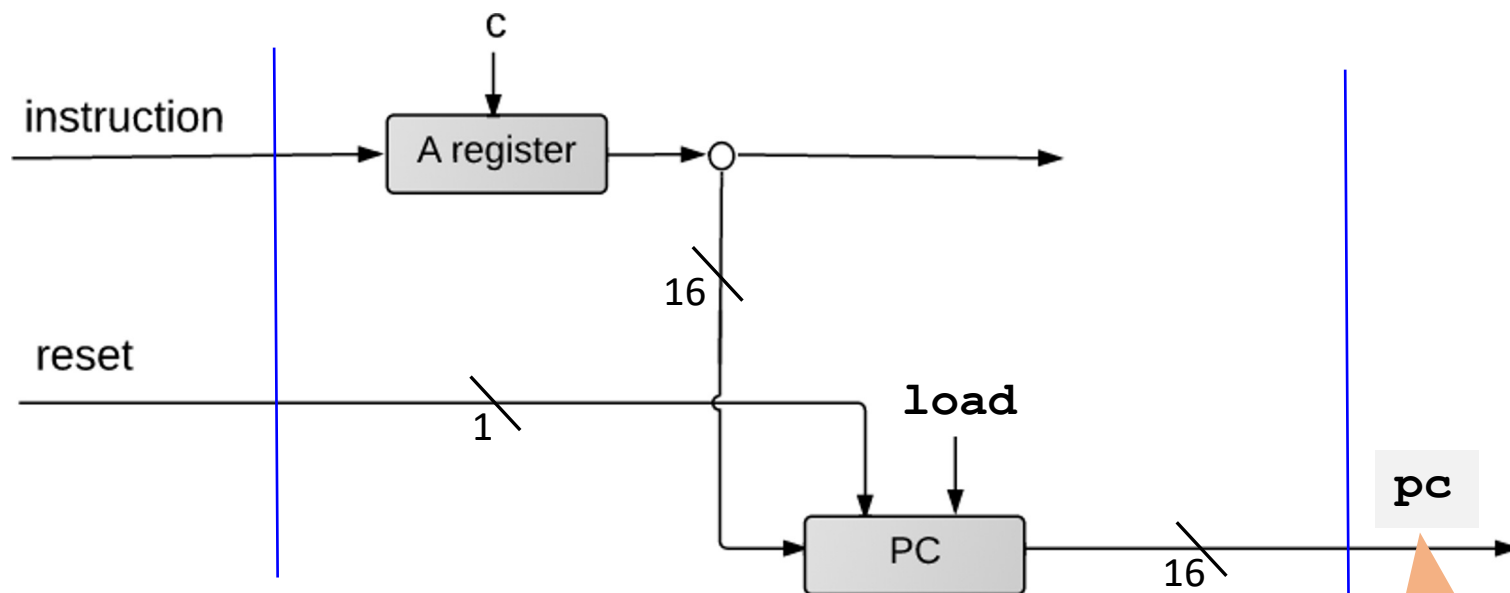 c
instruction
A register
16
reset
1
load
pc
PC
16